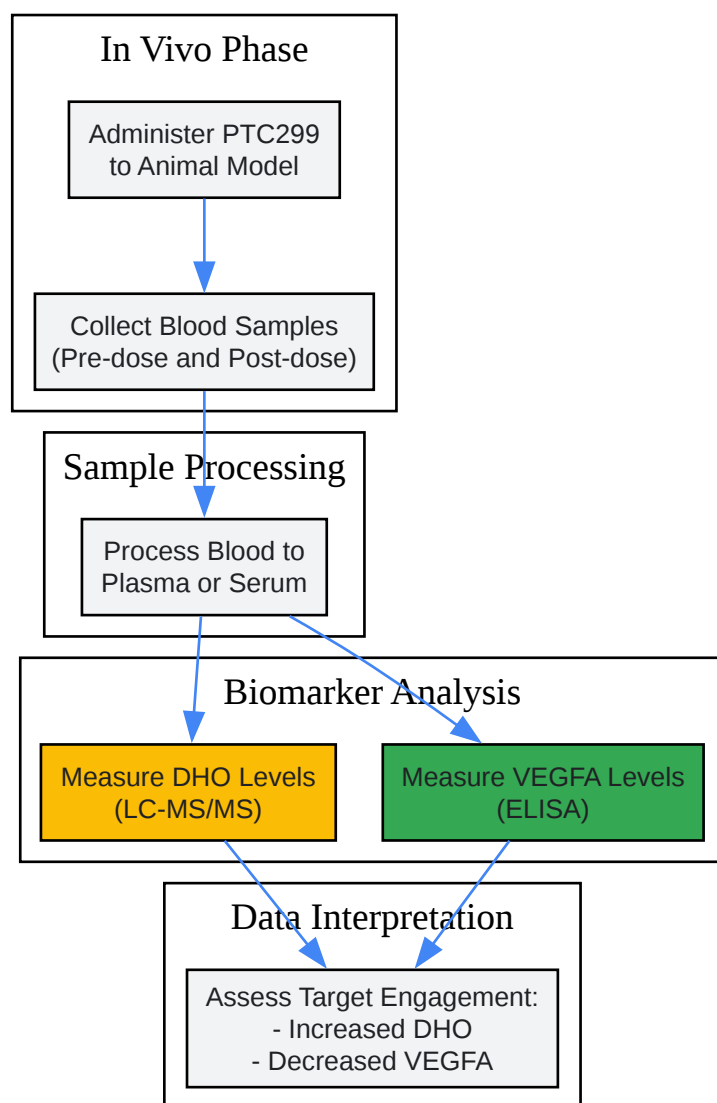 In Vivo Phase
Administer PTC299
to Animal Model
Collect Blood Samples
(Pre-dose and Post-dose)
Sample Processing
Process Blood to
Plasma or Serum
Biomarker Analysis
Measure DHO Levels
(LC-MS/MS)
Measure VEGFA Levels
(ELISA)
Data Interpretation
Assess Target Engagement:
- Increased DHO
- Decreased VEGFA